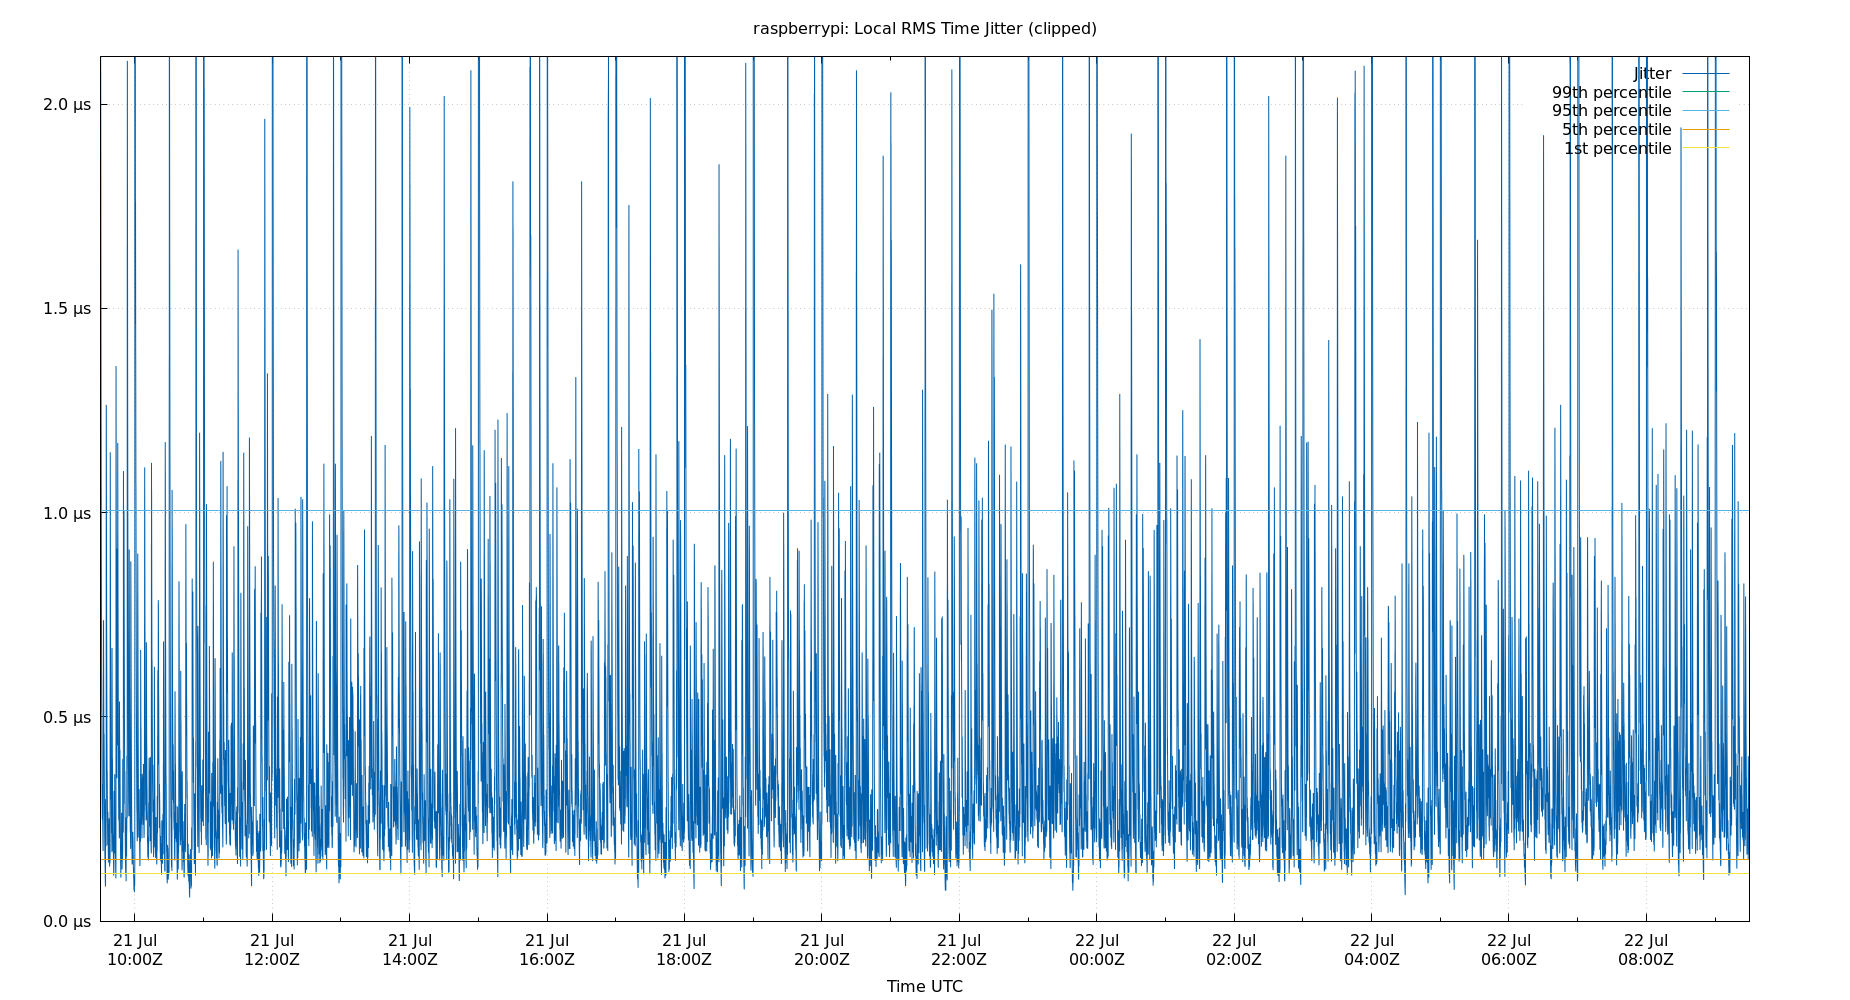 raspberrypi: Local RMS Time Jitter (clipped)
Jitter
99th percentile
95th percentile
5th percentile
1st percentile
2.0 µs
1.5 µs
1.0 µs
0.5 µs
0.0 µs
21 Jul 21 Jul 21 Jul 21 Jul 21 Jul 21 Jul 21 Jul 22 Jul 22 Jul 22 Jul 22 Jul 22 Jul
10:00Z 12:00Z 14:00Z 16:00Z 18:00Z 20:00Z 22:00Z 00:00Z 02:00Z 04:00Z 06:00Z 08:00Z
Time UTC